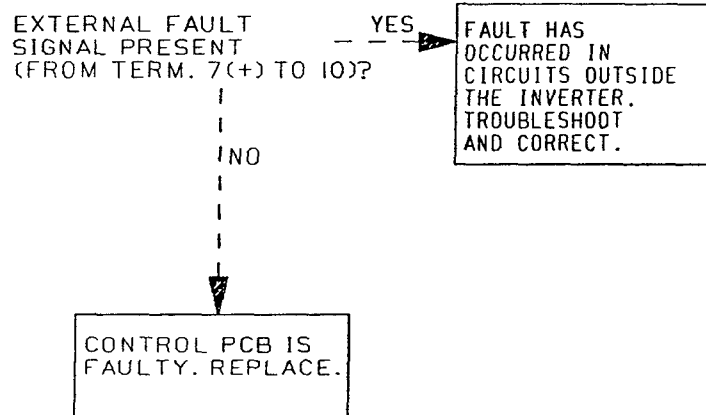 EXTERNAL FAULT
SIGNAL PRESENT
(FROM TERM. 7(+) TO 10)?
YES
FAULT HAS
OCCURRED IN
CIRCUITS OUTSIDE
THE INVERTER.
TROUBLESHOOT
AND CORRECT.
NO
CONTROL PCB IS
FAULTY. REPLACE.